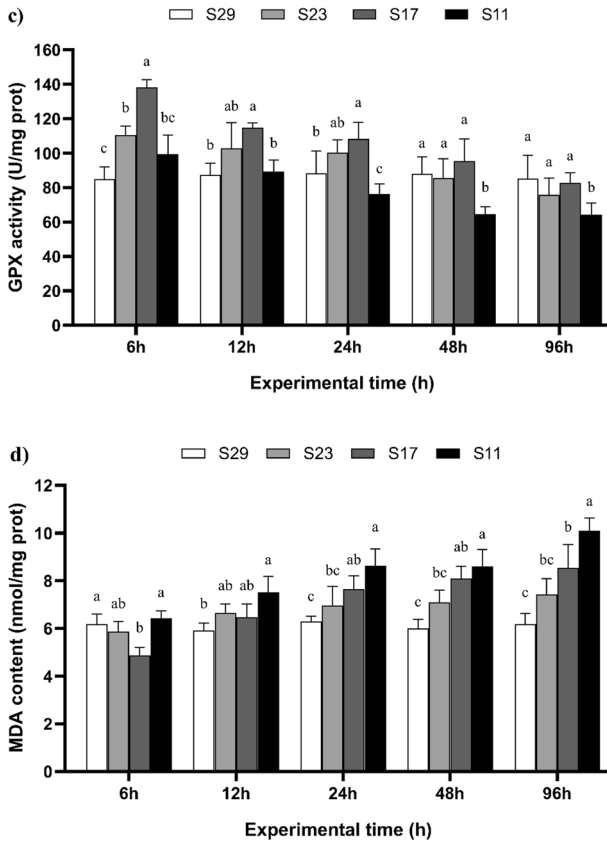 c)
S29 S23 S17 S11
GPX activity (U/mg prot)
160
140
120
100
80
60
40
20
0
c b a bc
b ab a b
b ab a c
a a a b
a a a b
6h 12h 24h 48h 96h
Experimental time (h)
d)
S29 S23 S17 S11
MDA content (nmol/mg prot)
12
10
8
6
4
2
0
a ab b a
b ab ab a
c bc ab a
c bc ab a
c bc b a
6h 12h 24h 48h 96h
Experimental time (h)